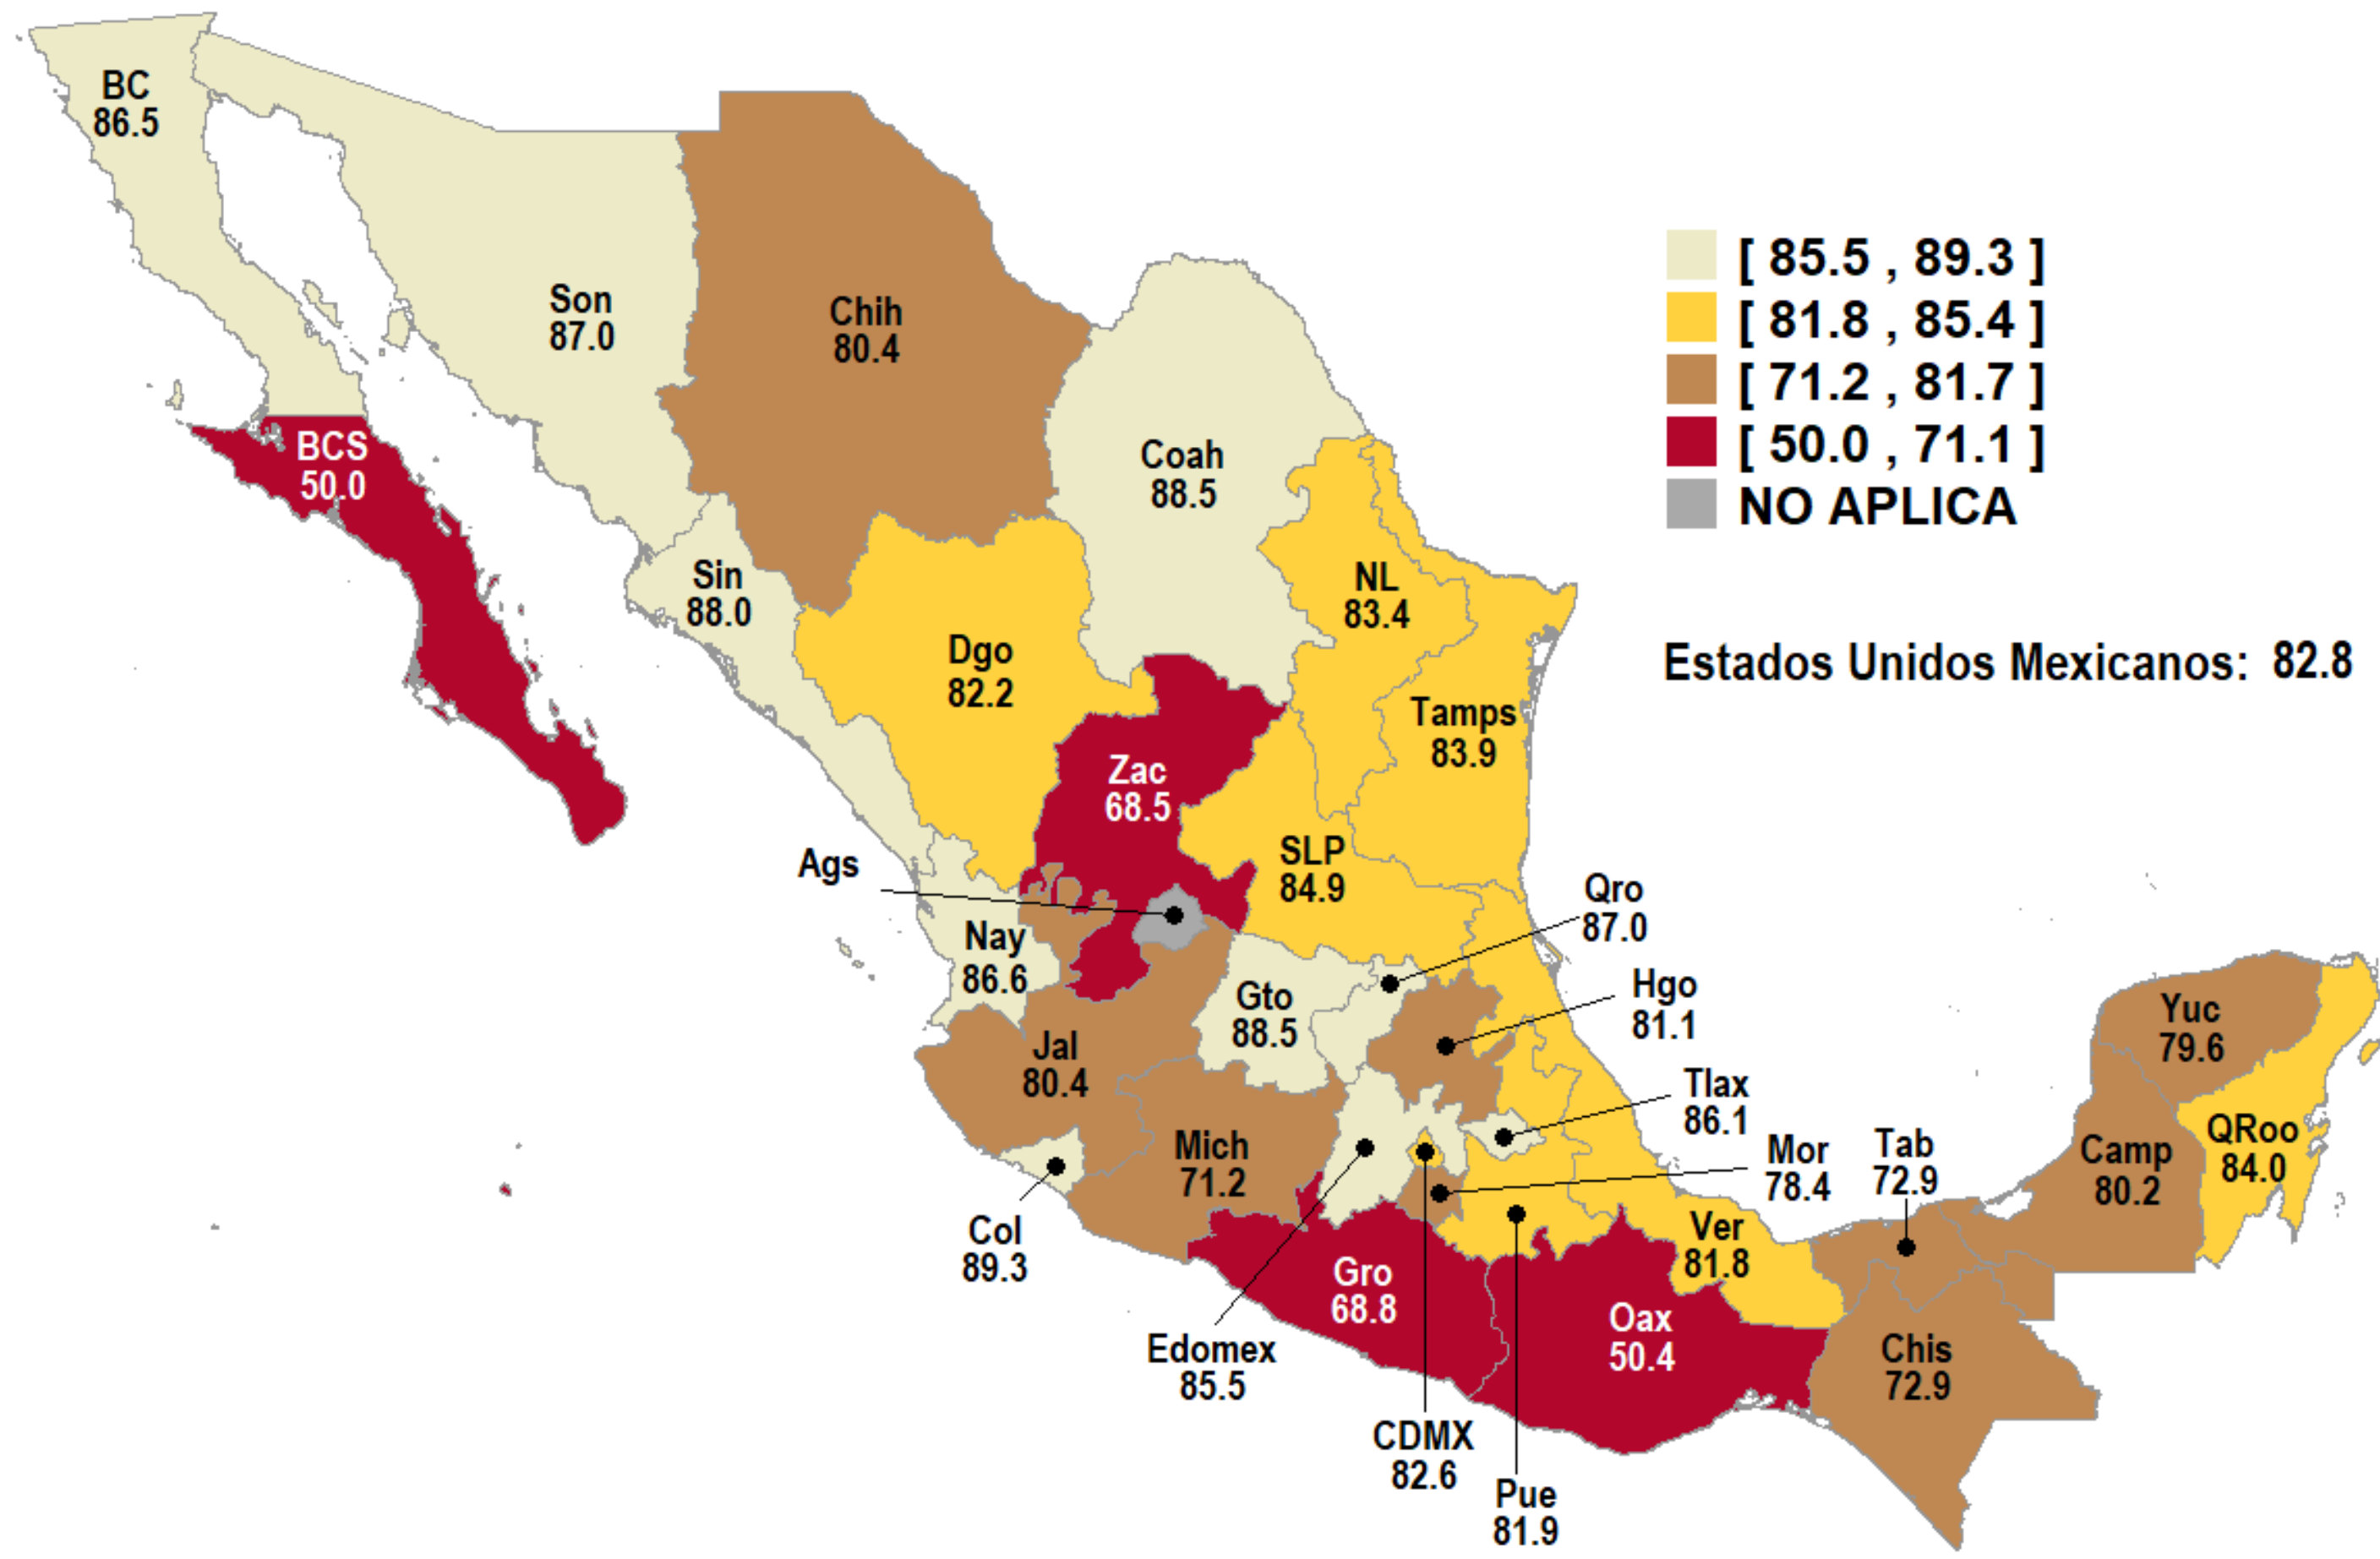 BC
86.5
Son
87.0
Chih
80.4
[ 85.5 , 89.3 ]
[ 81.8 , 85.4 ]
[ 71.2 , 81.7 ]
[ 50.0 , 71.1 ]
NO APLICA
BCS
50.0
Coah
88.5
Sin
88.0
NL
83.4
Dgo
82.2
Estados Unidos Mexicanos: 82.8
Tamps
83.9
Zac
68.5
Ags
SLP
84.9
Qro
87.0
Nay
86.6
Gto
88.5
Hgo
81.1
Yuc
79.6
Jal
80.4
Tlax
86.1
Mich
71.2
Mor
78.4
Tab
72.9
Camp
80.2
QRoo
84.0
Col
89.3
Ver
81.8
Gro
68.8
Oax
50.4
Edomex
85.5
Chis
72.9
CDMX
82.6
Pue
81.9